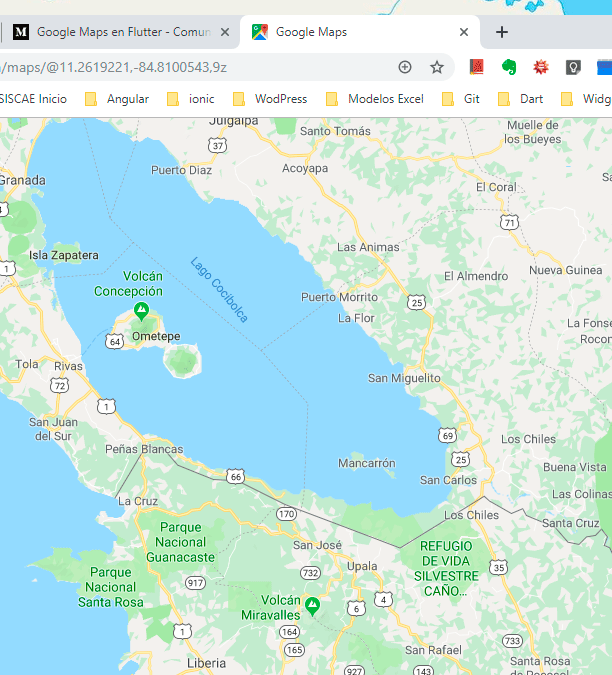 Google Maps en Flutter - Comun
Google Maps
/maps/@11.2619221,-84.8100543,9z
SISCAE Inicio
Angular
ionic
WodPress
Modelos Excel
Git
Dart
Widg
Juigalpa
37
Santo Tomás
Muelle de
los Bueyes
Puerto Diaz
Acoyapa
Granada
El Coral
71
Isla Zapatera
1
Las Animas
Nueva Guinea
El Almendro
Lago Cocibolca
Volcán
Concepción
Puerto Morrito
25
La Flor
La Fonse
Rocon
64
Ometepe
Tola
Rivas
72
San Miguelito
1
San Juan
del Sur
69
Los Chiles
Peñas Blancas
25
Mancarrón
Buena Vista
66
San Carlos
Las Colinas
La Cruz
170
Los Chiles
Santa Cruz
Parque
Nacional
Guanacaste
San José
REFUGIO
DE VIDA
SILVESTRE
CAÑO...
Parque
Nacional
Santa Rosa
917
732
Upala
35
Volcán
Miravalles
4
6
1
164
733
165
San Rafael
Liberia
Santa Rosa
de Pocosol
927
143